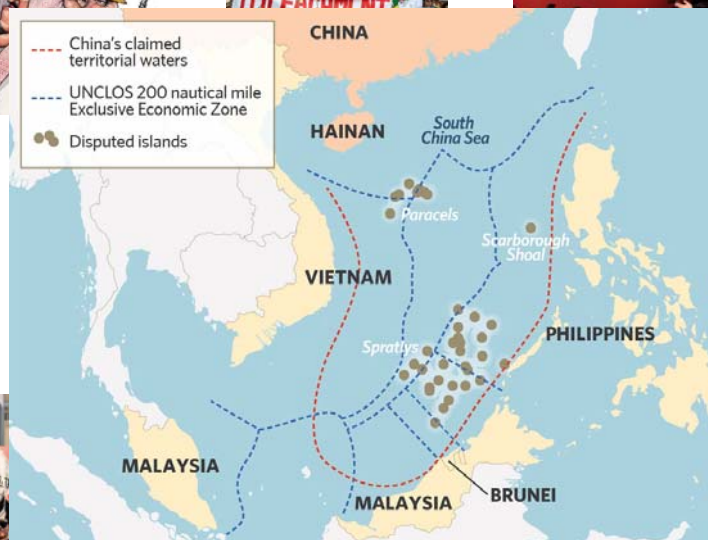 CHINA
China's claimed
territorial waters
UNCLOS 200 nautical mile
Exclusive Economic Zone
Disputed islands
HAINAN
South
China Sea
Paracels
Scarborough
Shoal
VIETNAM
PHILIPPINES
Spratlys
MALAYSIA
MALAYSIA
BRUNEI